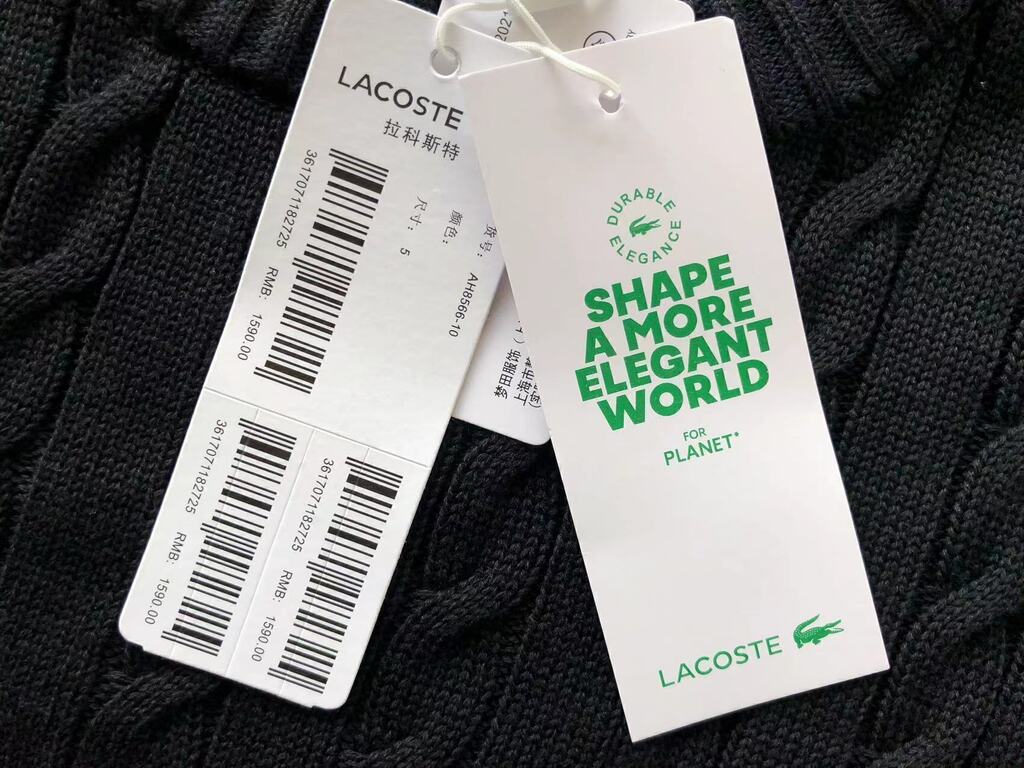 LACOSTE
拉科斯特
货号: AH8566-10
颜色:
尺寸: 5
3617071182725 RMB: 1590.00
3617071182725 RMB: 1590.00
3617071182725 RMB: 1590.00
202
梦田服饰（
上海市
DURABLE
ELEGANCE
SHAPE
A MORE
ELEGANT
WORLD
FOR
PLANET*
LACOSTE